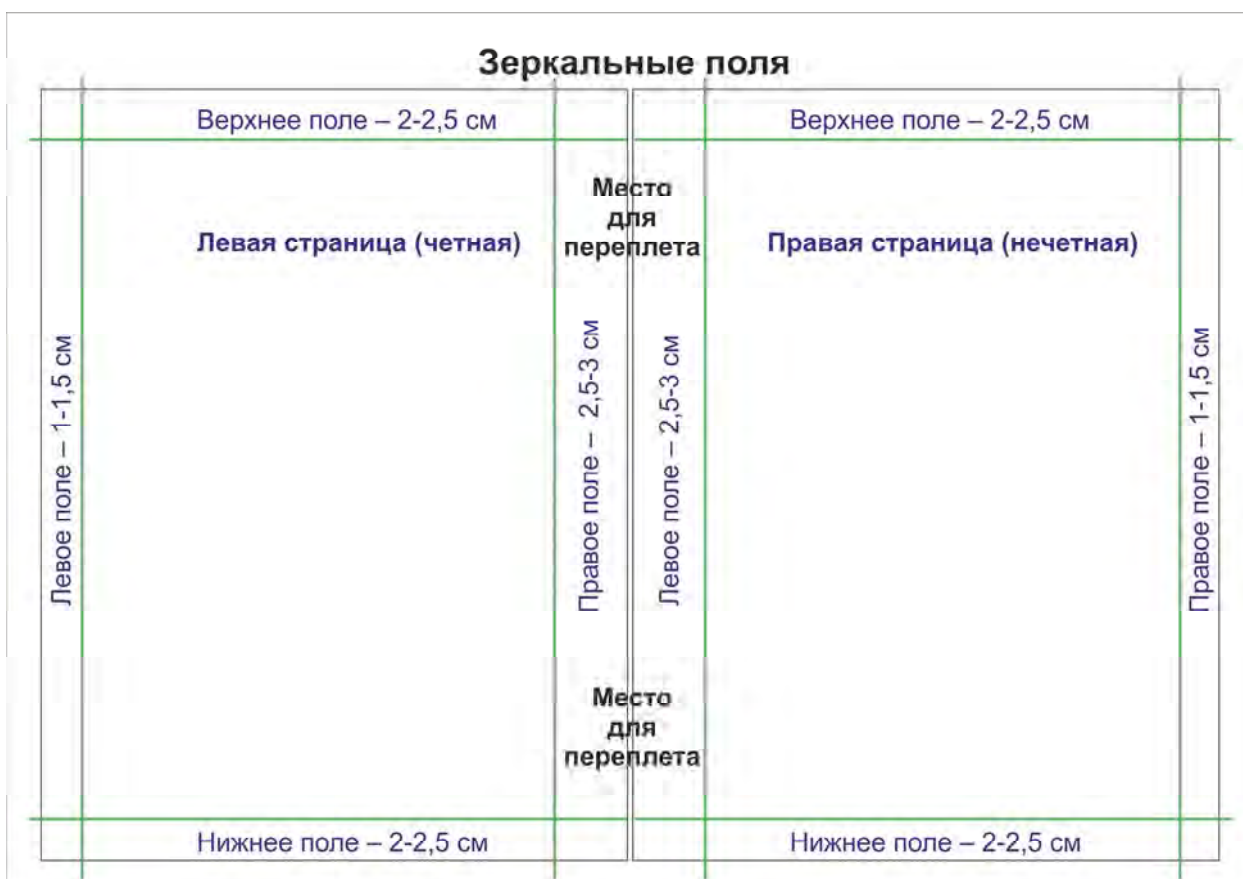 Зеркальные поля
Верхнее поле – 2-2,5 см
Верхнее поле – 2-2,5 см
Место
для
переплета
Левая страница (четная)
Правая страница (нечетная)
Левое поле – 1-1,5 см
Правое поле – 2,5-3 см
Левое поле – 2,5-3 см
Правое поле – 1-1,5 см
Место
для
переплета
Нижнее поле – 2-2,5 см
Нижнее поле – 2-2,5 см